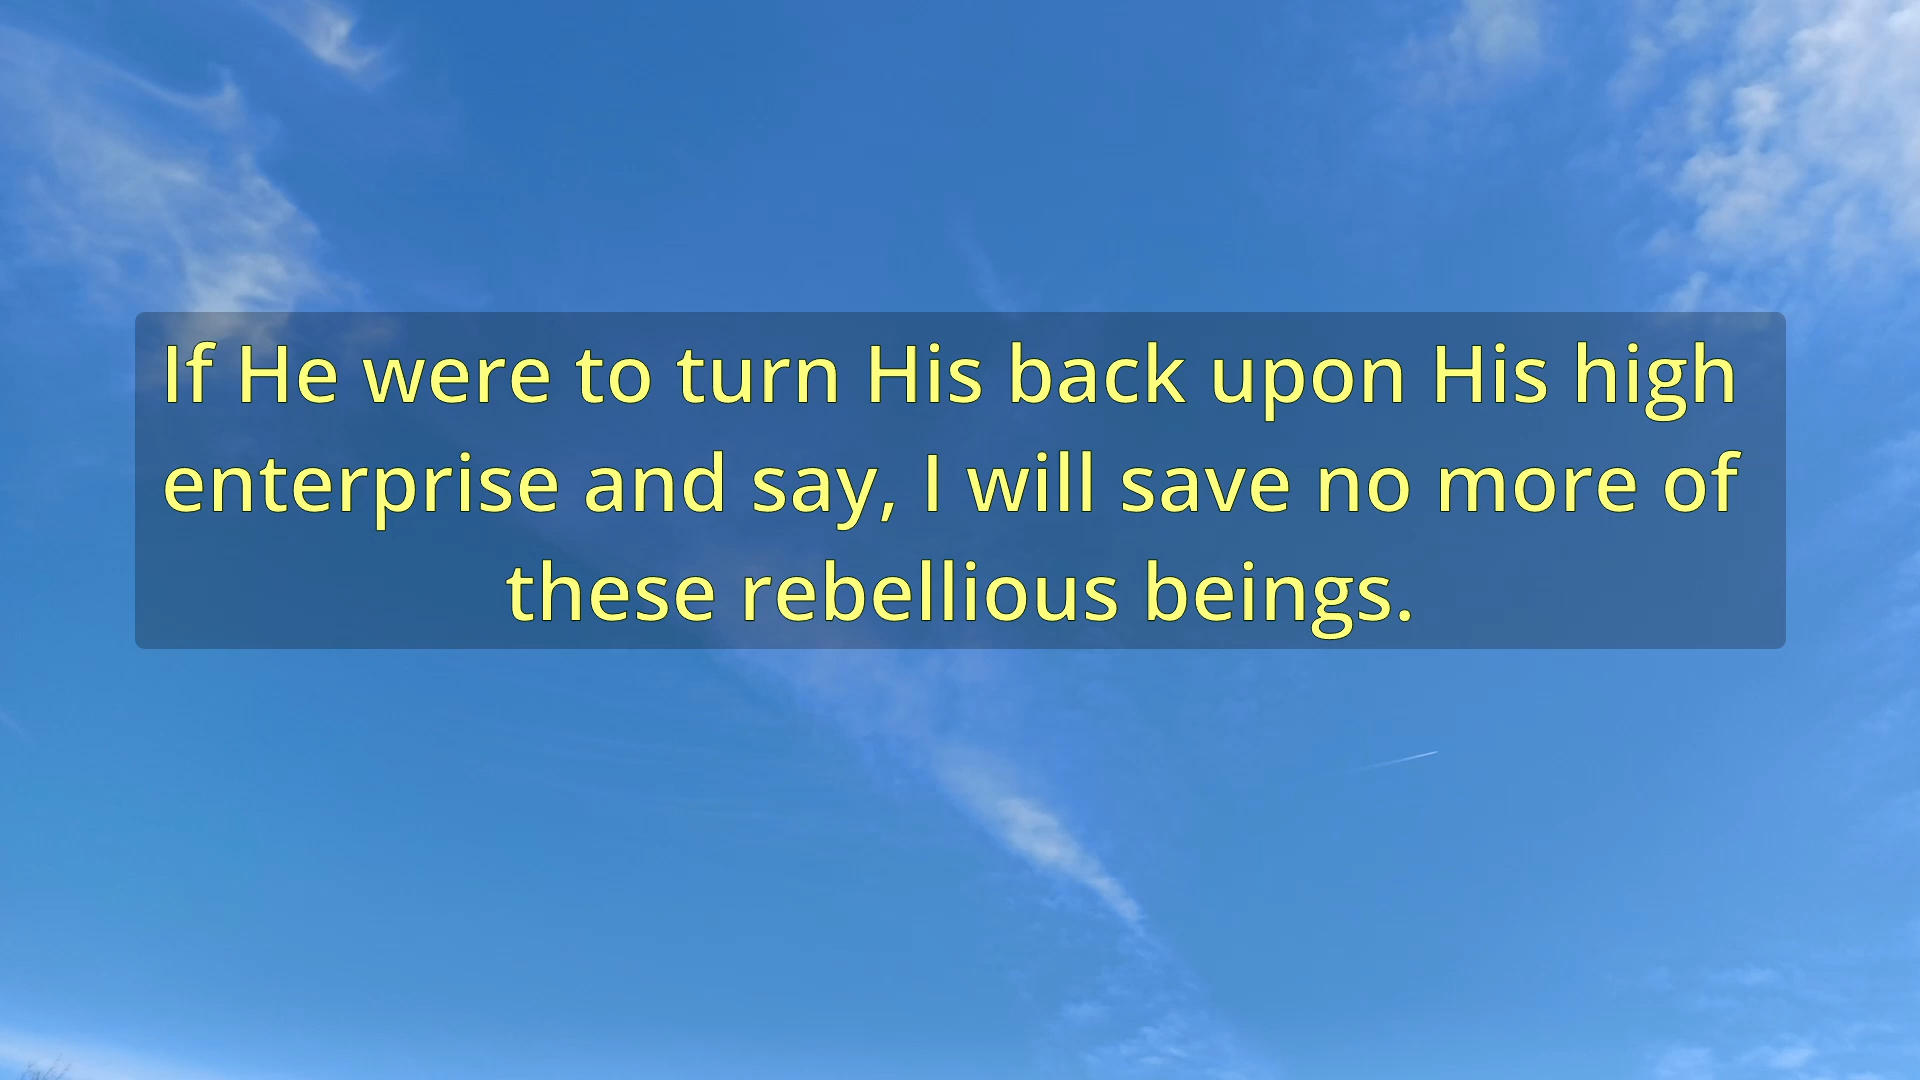 If He were to turn His back upon His high
enterprise and say, I will save no more of
these rebellious beings.